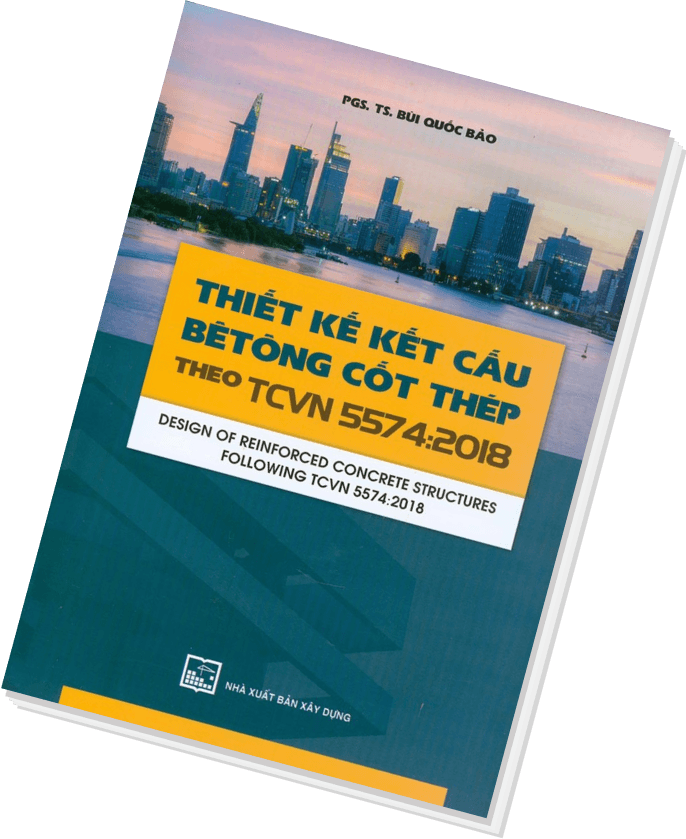 PGS. TS. BÙI QUỐC BẢO
THIẾT KẾ KẾT CẤU
BÊTÔNG CỐT THÉP
THEO TCVN 5574:2018
DESIGN OF REINFORCED CONCRETE STRUCTURES
FOLLOWING TCVN 5574:2018
NHÀ XUẤT BẢN XÂY DỰNG